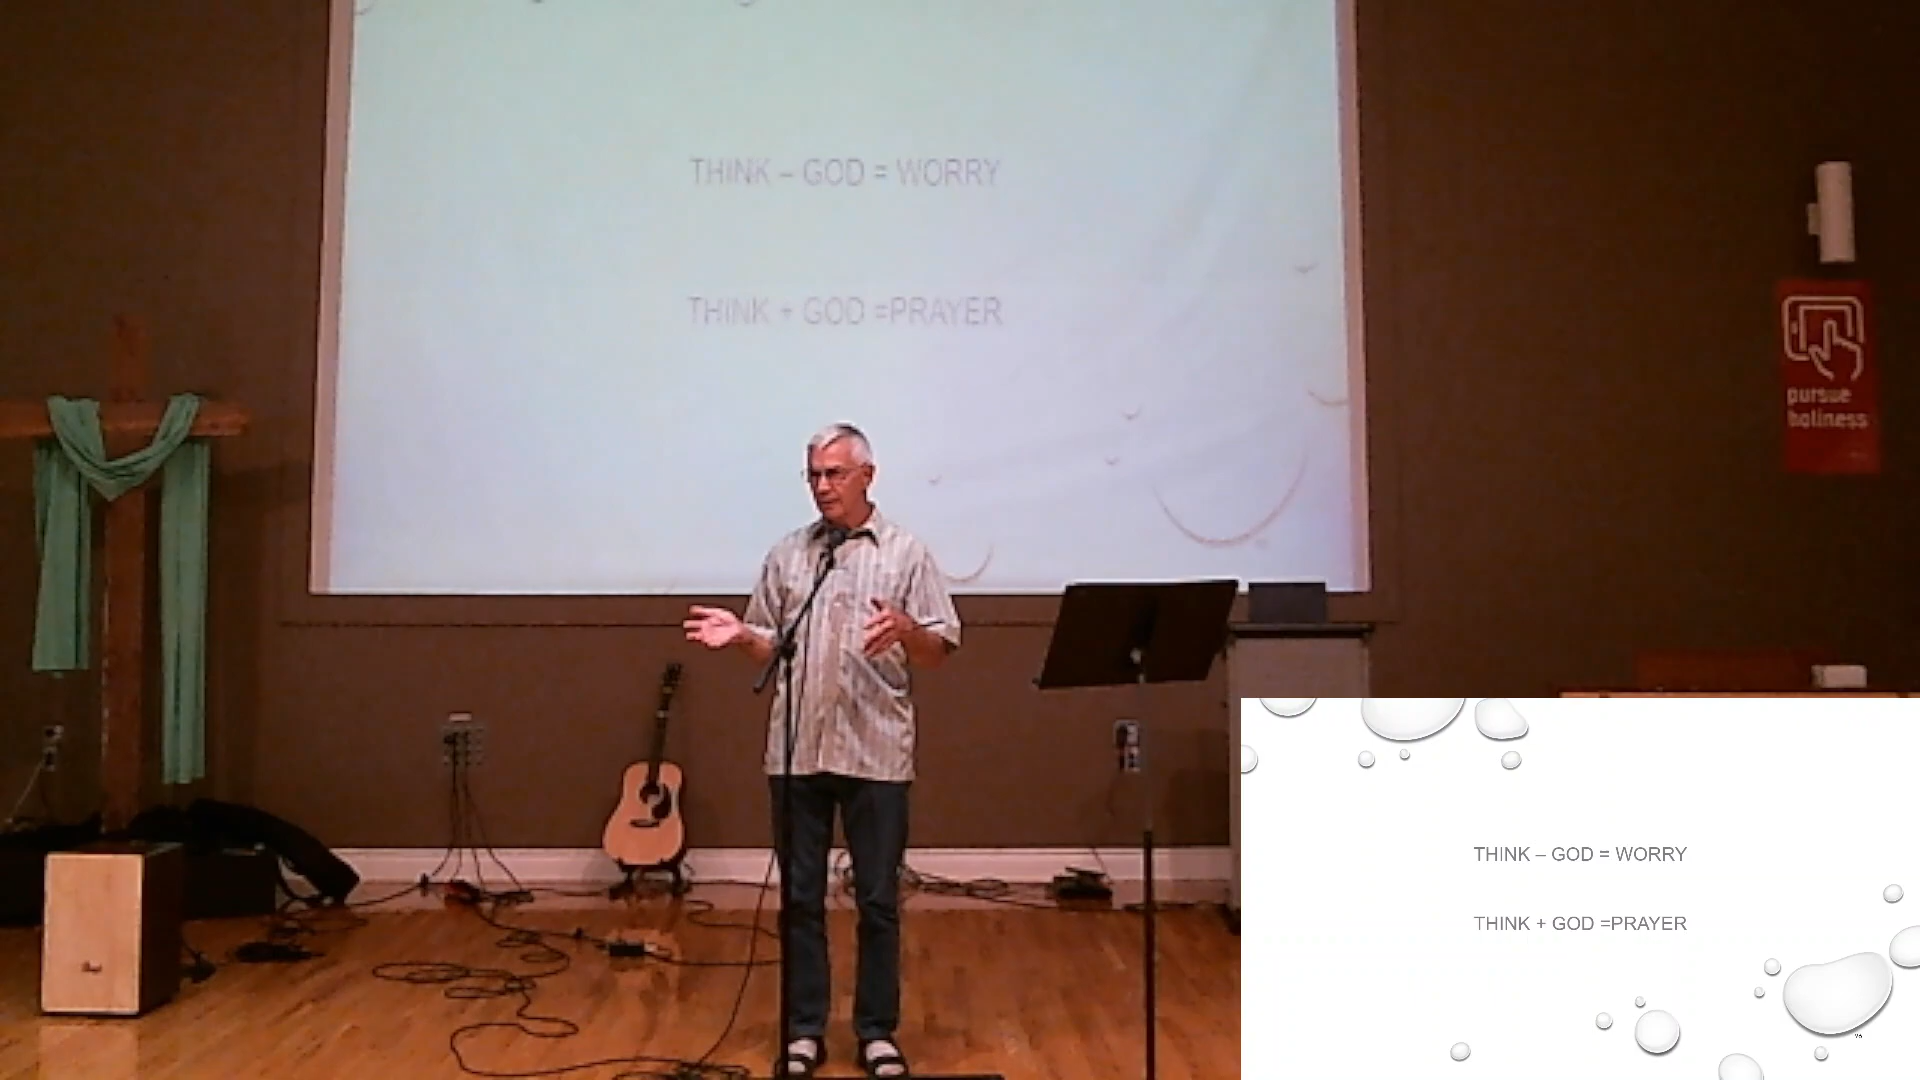 THINK – GOD = WORRY
THINK + GOD =PRAYER
pursue
holiness
THINK – GOD = WORRY
THINK + GOD =PRAYER